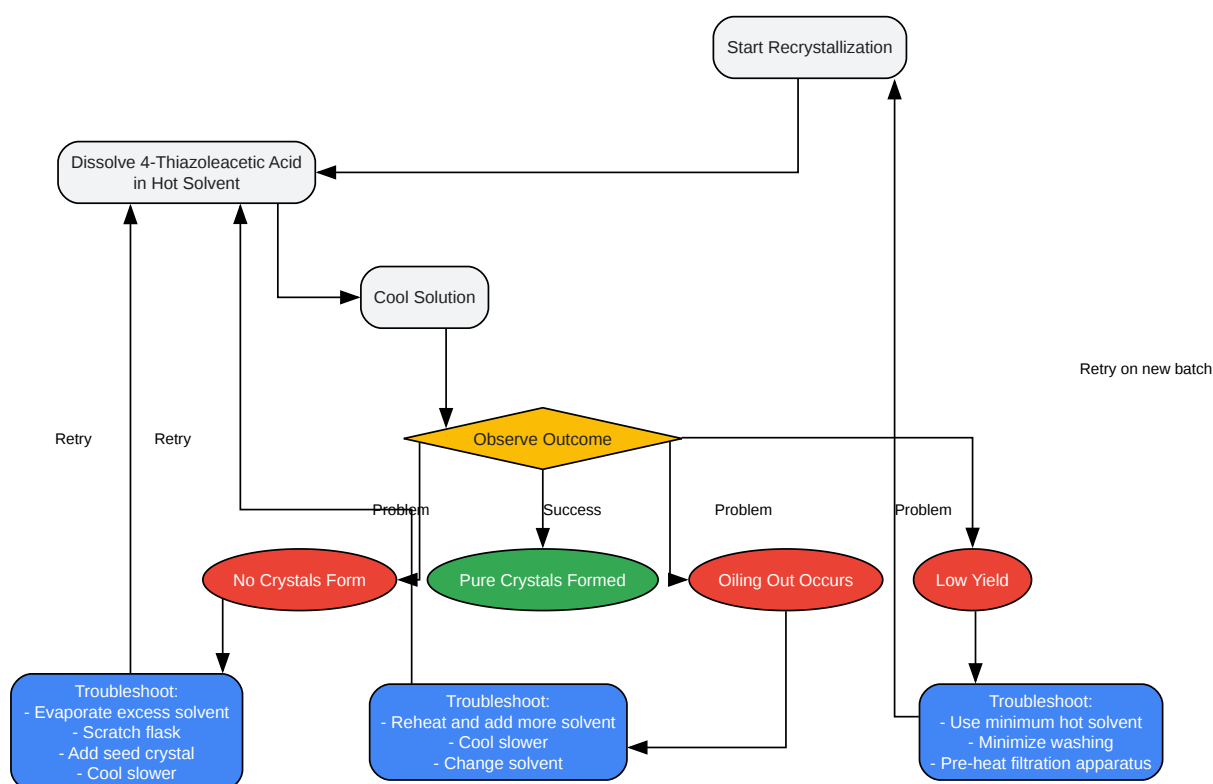 Start Recrystallization
Dissolve 4-Thiazoleacetic Acid
in Hot Solvent
Cool Solution
Retry on new batch
Retry
Retry
Observe Outcome
Problem
Success
Problem
Problem
No Crystals Form
Pure Crystals Formed
Oiling Out Occurs
Low Yield
Troubleshoot:
- Evaporate excess solvent
- Scratch flask
- Add seed crystal
- Cool slower
Troubleshoot:
- Reheat and add more solvent
- Cool slower
- Change solvent
Troubleshoot:
- Use minimum hot solvent
- Minimize washing
- Pre-heat filtration apparatus